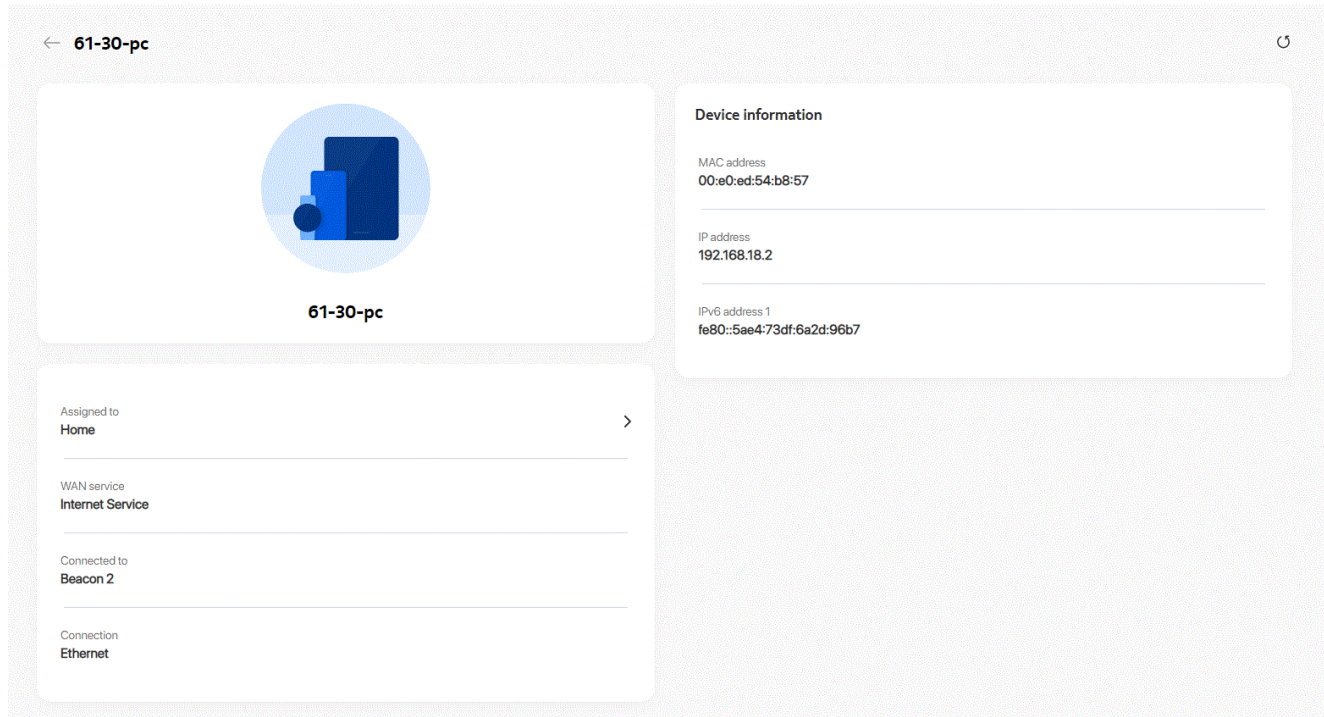 61-30-pc
61-30-pc
Assigned to
Home
WAN service
Internet Service
Connected to
Beacon 2
Connection
Ethernet
Device information
MAC address
00:e0:ed:54:b8:57
IP address
192.168.18.2
IPv6 address 1
fe80::5ae4:73df:6a2d:96b7